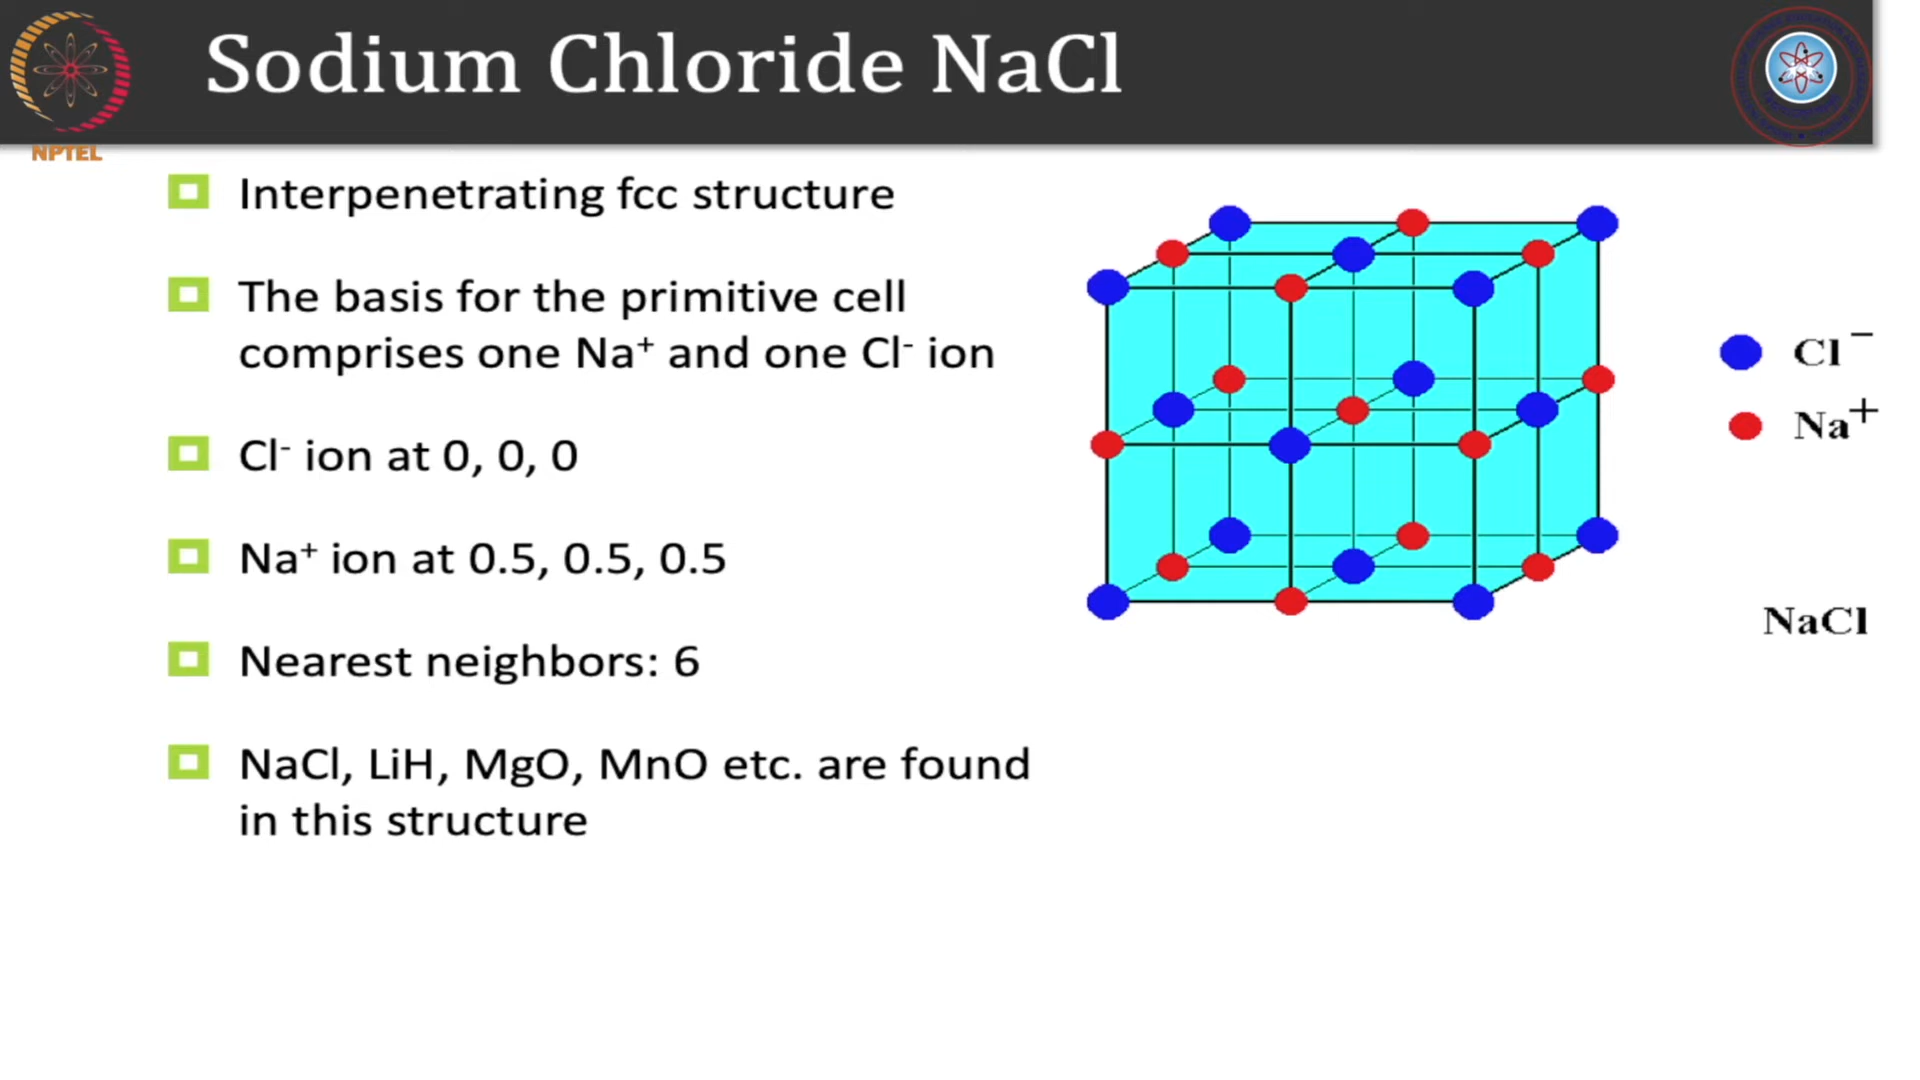 Sodium Chloride NaCl
NPTEL
Interpenetrating fcc structure
The basis for the primitive cell
comprises one Na⁺ and one Cl⁻ ion
Cl⁻ ion at 0, 0, 0
Na⁺ ion at 0.5, 0.5, 0.5
Nearest neighbors: 6
NaCl, LiH, MgO, MnO etc. are found
in this structure
Cl⁻
Na⁺
NaCl